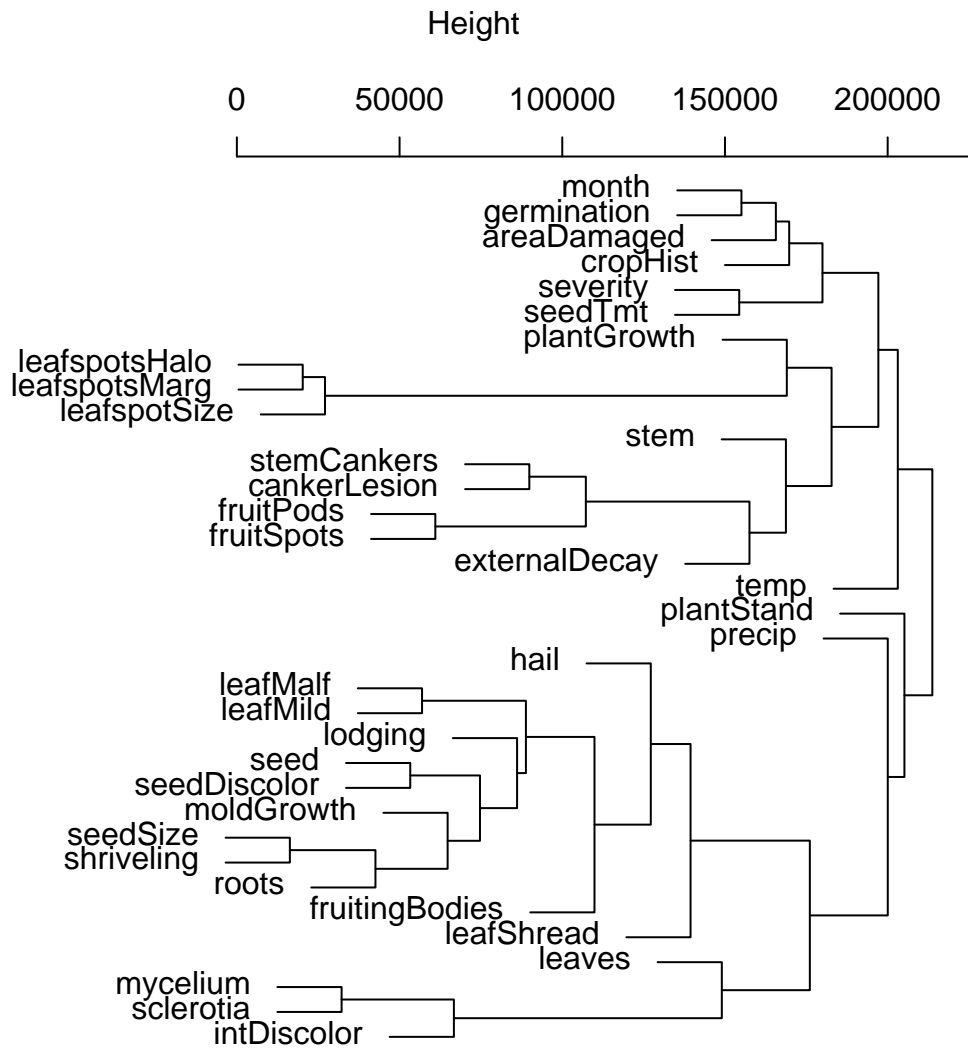 Height
0 50000 100000 150000 200000
month
germination
areaDamaged
cropHist
severity
seedTmt
plantGrowth
leafspotsHalo
leafspotsMarg
leafspotSize
stem
stemCankers
cankerLesion
fruitPods
fruitSpots
externalDecay
temp
plantStand
precip
hail
leafMalf
leafMild
lodging
seed
seedDiscolor
moldGrowth
seedSize
shriveling
roots
fruitingBodies
leafShread
leaves
mycelium
sclerotia
intDiscolor